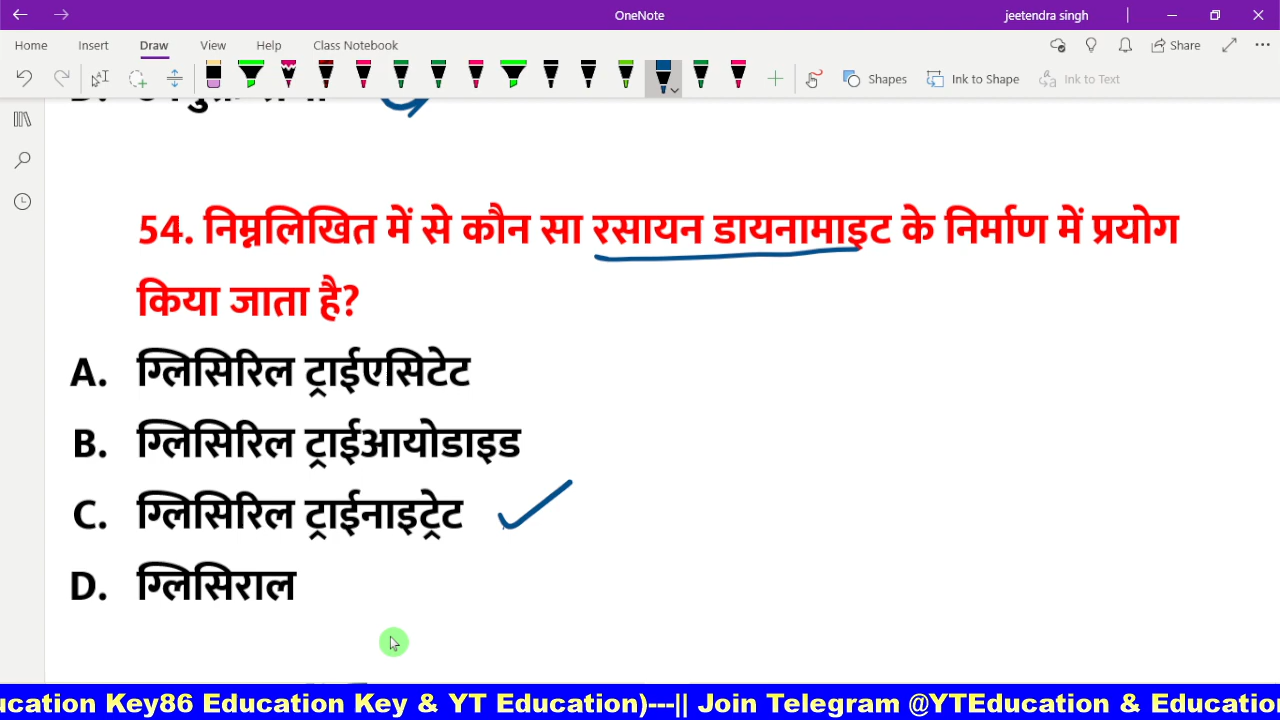 OneNote
jeetendra singh
Home Insert Draw View Help Class Notebook
Share
Shapes Ink to Shape Ink to Text
54. निम्नलिखित में से कौन सा रसायन डायनामाइट के निर्माण में प्रयोग
किया जाता है?
A. ग्लिसिरिल ट्राईएसिटेट
B. ग्लिसिरिल ट्राईआयोडाइड
C. ग्लिसिरिल ट्राईनाइट्रेट
D. ग्लिसिराल
ucation Key86 Education Key & YT Education)---|| Join Telegram @YTEducation & Educatio